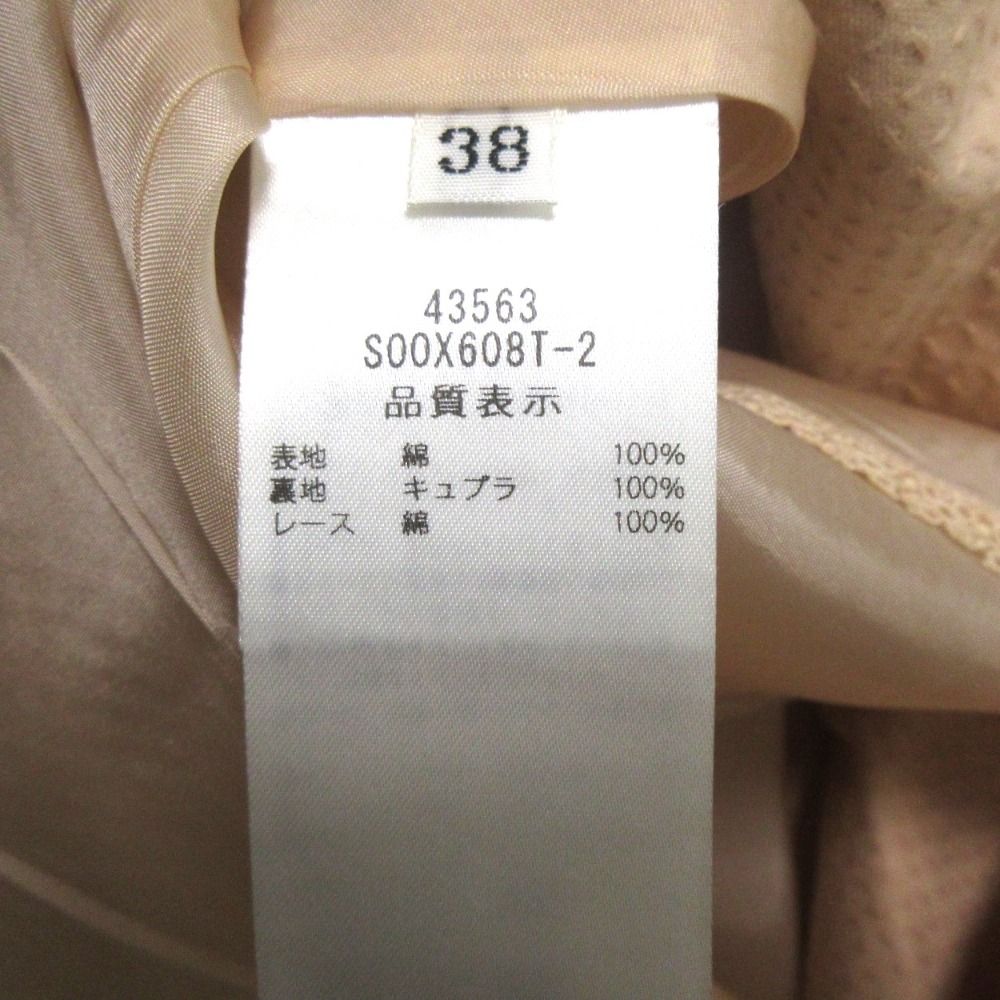 38
43563
S00X608T-2
品質表示
表地 綿 100%
裏地 キュプラ 100%
レース 綿 100%